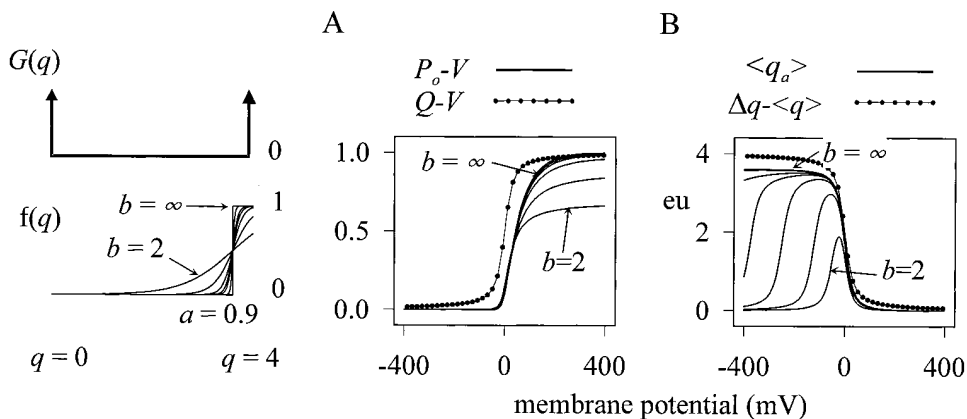 G(q)
0
f(q)
b = ∞
1
b = 2
0
a = 0.9
q = 0
q = 4
A
P_o-V
Q-V
1.0
0.5
0.0
b = ∞
b=2
-400
0
400
B
<q_a>
Δq-<q>
4
eu
2
0
b = ∞
b=2
-400
0
400
membrane potential (mV)